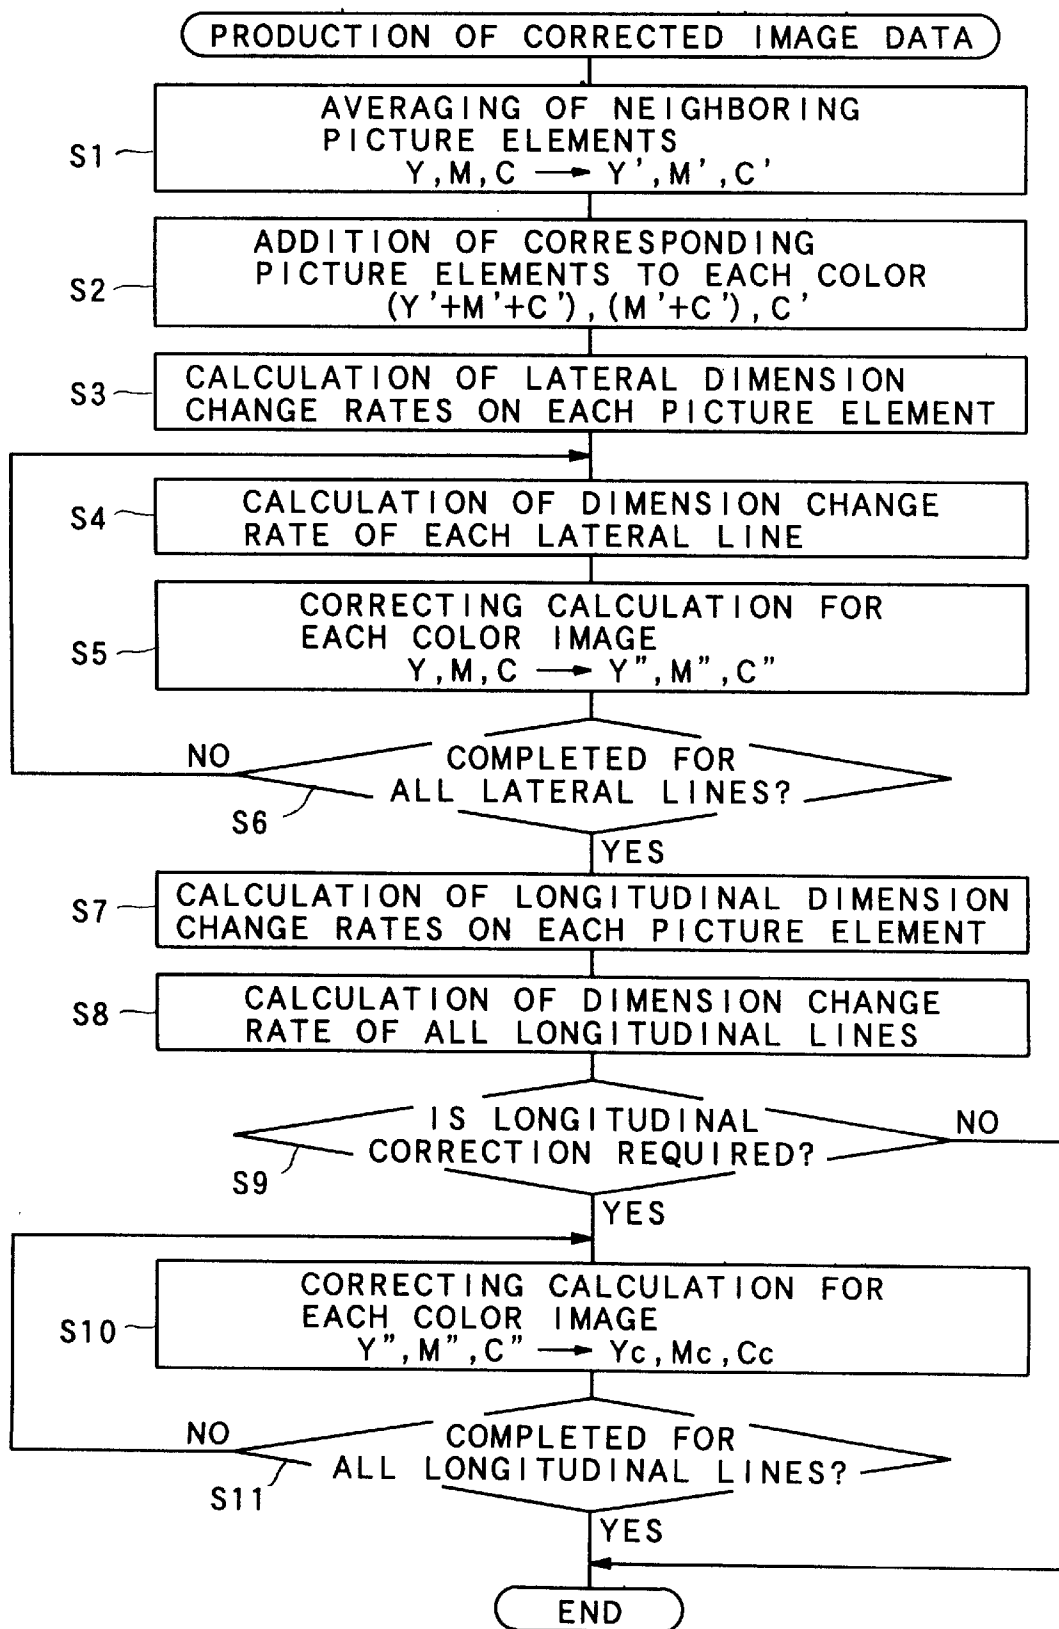 PRODUCTION OF CORRECTED IMAGE DATA
S1
AVERAGING OF NEIGHBORING
PICTURE ELEMENTS
Y,M,C → Y',M',C'
S2
ADDITION OF CORRESPONDING
PICTURE ELEMENTS TO EACH COLOR
(Y'+M'+C'),(M'+C'),C'
S3
CALCULATION OF LATERAL DIMENSION
CHANGE RATES ON EACH PICTURE ELEMENT
S4
CALCULATION OF DIMENSION CHANGE
RATE OF EACH LATERAL LINE
S5
CORRECTING CALCULATION FOR
EACH COLOR IMAGE
Y,M,C → Y",M",C"
NO
COMPLETED FOR
ALL LATERAL LINES?
S6
YES
S7
CALCULATION OF LONGITUDINAL DIMENSION
CHANGE RATES ON EACH PICTURE ELEMENT
S8
CALCULATION OF DIMENSION CHANGE
RATE OF ALL LONGITUDINAL LINES
IS LONGITUDINAL
CORRECTION REQUIRED?
NO
S9
YES
S10
CORRECTING CALCULATION FOR
EACH COLOR IMAGE
Y",M",C" → Yc,Mc,Cc
NO
COMPLETED FOR
ALL LONGITUDINAL LINES?
S11
YES
END